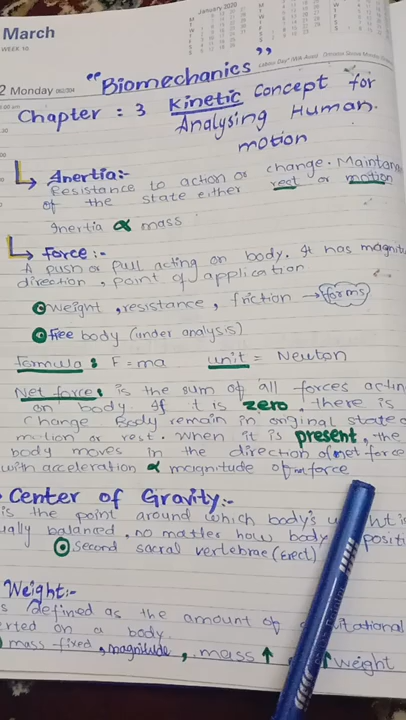 January 2020
March
WEEK 10
2 Monday 062/304
"Biomechanics"
Chapter : 3 Kinetic Concept for
Analysing Human
motion
Inertia:-
Resistance to action or change. Maintain
of the state either rest or motion
Inertia ∝ mass
Force :-
A push or pull acting on body. It has magnit
direction, point of application
weight, resistance, friction → forms
Free body (under analysis)
formula : F = ma unit = Newton
Net force: is the sum of all forces actin
on body. If t is zero, there is
change Body remain in original state o
motion or rest. when it is present, the
body moves in the direction of net force
with acceleration ∝ magnitude of force
Center of Gravity:-
is the point around which body's
ually balanced, no matter how body positi
Second sacral vertebrae (Erect)
Weight:-
s defined as the amount of
erted on a body.
mass fixed, magnitude, mass ↑ ↑ weight